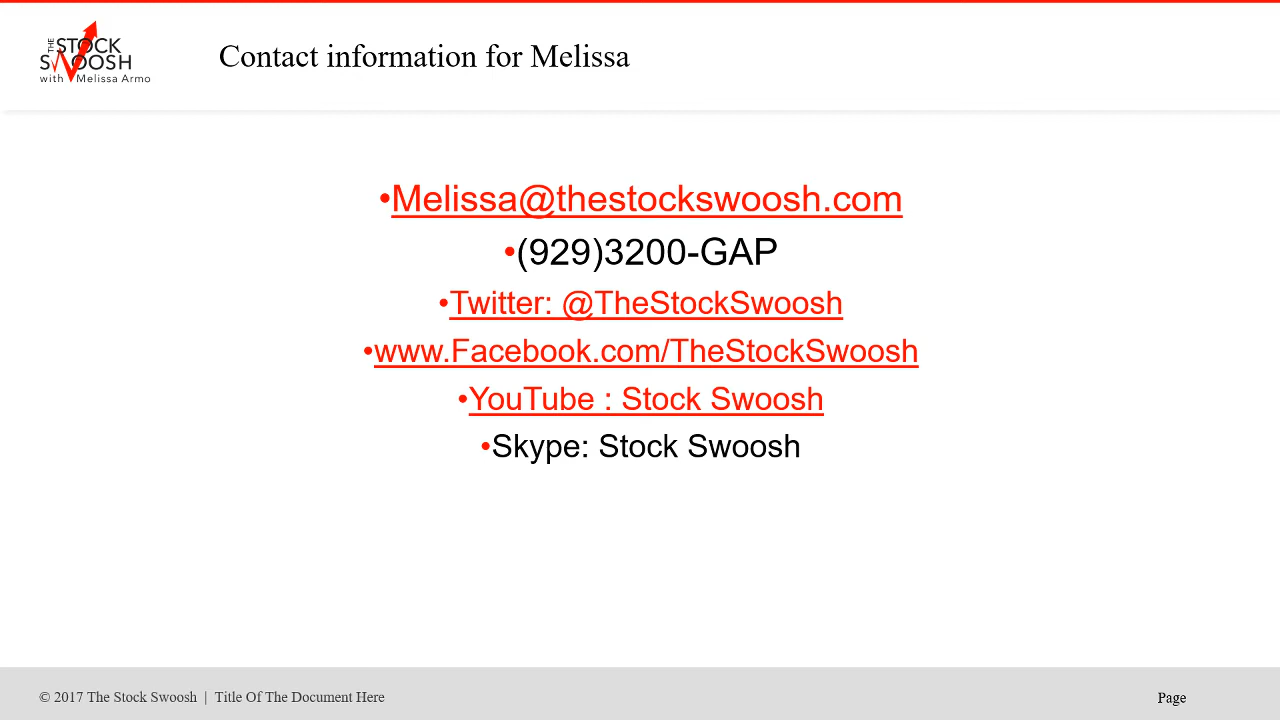 THE STOCK
SWOOSH
with Melissa Armo
Contact information for Melissa
•Melissa@thestockswoosh.com
•(929)3200-GAP
•Twitter: @TheStockSwoosh
•www.Facebook.com/TheStockSwoosh
•YouTube : Stock Swoosh
•Skype: Stock Swoosh
© 2017 The Stock Swoosh | Title Of The Document Here
Page